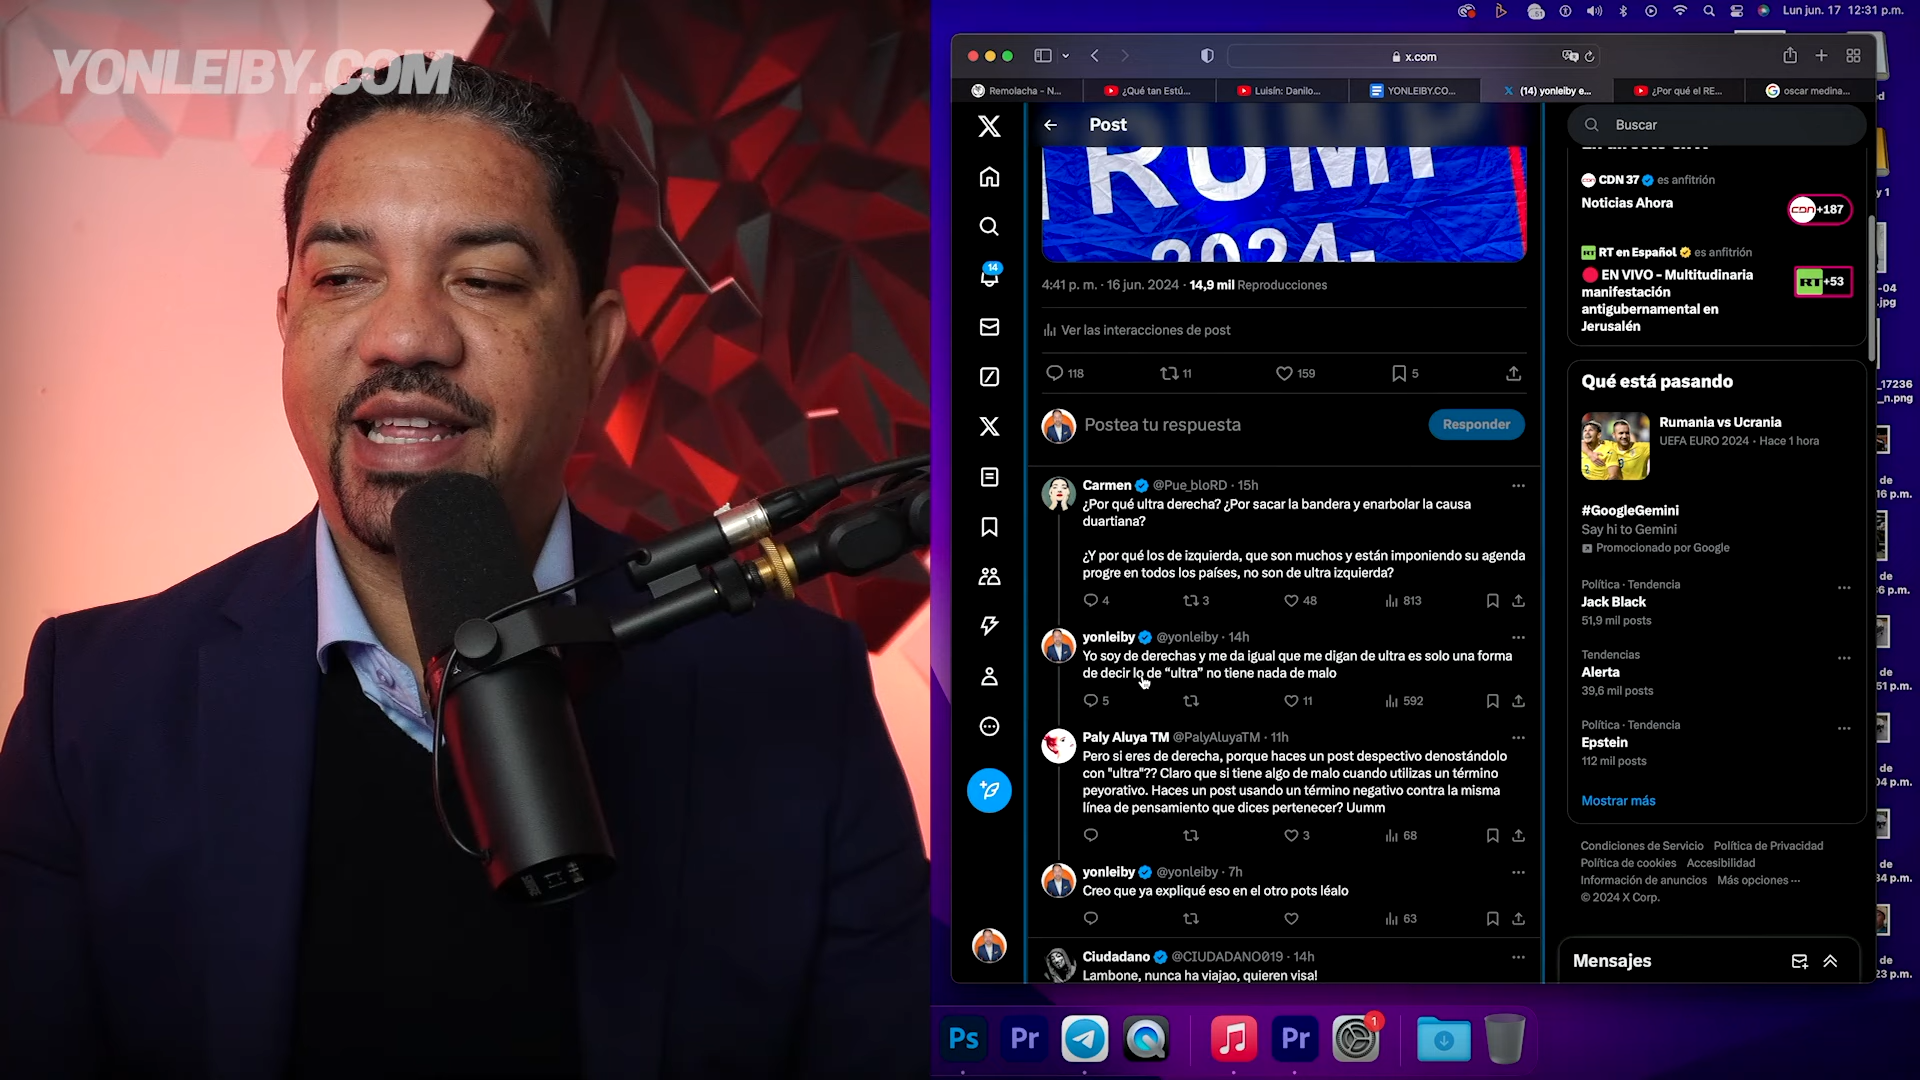 YONLEIBY.COM
Lun jun. 17 12:31 p.m.
x.com
Remolacha - N...
¿Qué tan Estú...
Luisín: Danilo...
YONLEIBY.CO...
(14) yonleiby e...
¿Por qué el RE...
oscar medina...
Post
Buscar
TRUMP
2024
4:41 p. m. · 16 jun. 2024 · 14,9 mil Reproducciones
Ver las interacciones de post
118 11 159 5
Postea tu respuesta
Responder
Carmen @Pue_bloRD · 15h
¿Por qué ultra derecha? ¿Por sacar la bandera y enarbolar la causa
duartiana?
¿Y por qué los de izquierda, que son muchos y están imponiendo su agenda
progre en todos los países, no son de ultra izquierda?
4 3 48 813
yonleiby @yonleiby · 14h
Yo soy de derechas y me da igual que me digan de ultra es solo una forma
de decir lo de “ultra” no tiene nada de malo
5 11 592
Paly Aluya TM @PalyAluyaTM · 11h
Pero si eres de derecha, porque haces un post despectivo denostándolo
con "ultra"?? Claro que si tiene algo de malo cuando utilizas un término
peyorativo. Haces un post usando un término negativo contra la misma
línea de pensamiento que dices pertenecer? Uumm
3 68
yonleiby @yonleiby · 7h
Creo que ya expliqué eso en el otro pots léalo
63
Ciudadano @CIUDADANO019 · 14h
Lambone, nunca ha viajao, quieren visa!
14
CDN 37 es anfitrión
Noticias Ahora
CDN +187
RT en Español es anfitrión
EN VIVO - Multitudinaria
manifestación
antigubernamental en
Jerusalén
RT +53
Qué está pasando
Rumania vs Ucrania
UEFA EURO 2024 · Hace 1 hora
#GoogleGemini
Say hi to Gemini
Promocionado por Google
Política · Tendencia
Jack Black
51,9 mil posts
Tendencias
Alerta
39,6 mil posts
Política · Tendencia
Epstein
112 mil posts
Mostrar más
Condiciones de Servicio Política de Privacidad
Política de cookies Accesibilidad
Información de anuncios Más opciones ···
© 2024 X Corp.
Mensajes
Ps
Pr
Pr
1